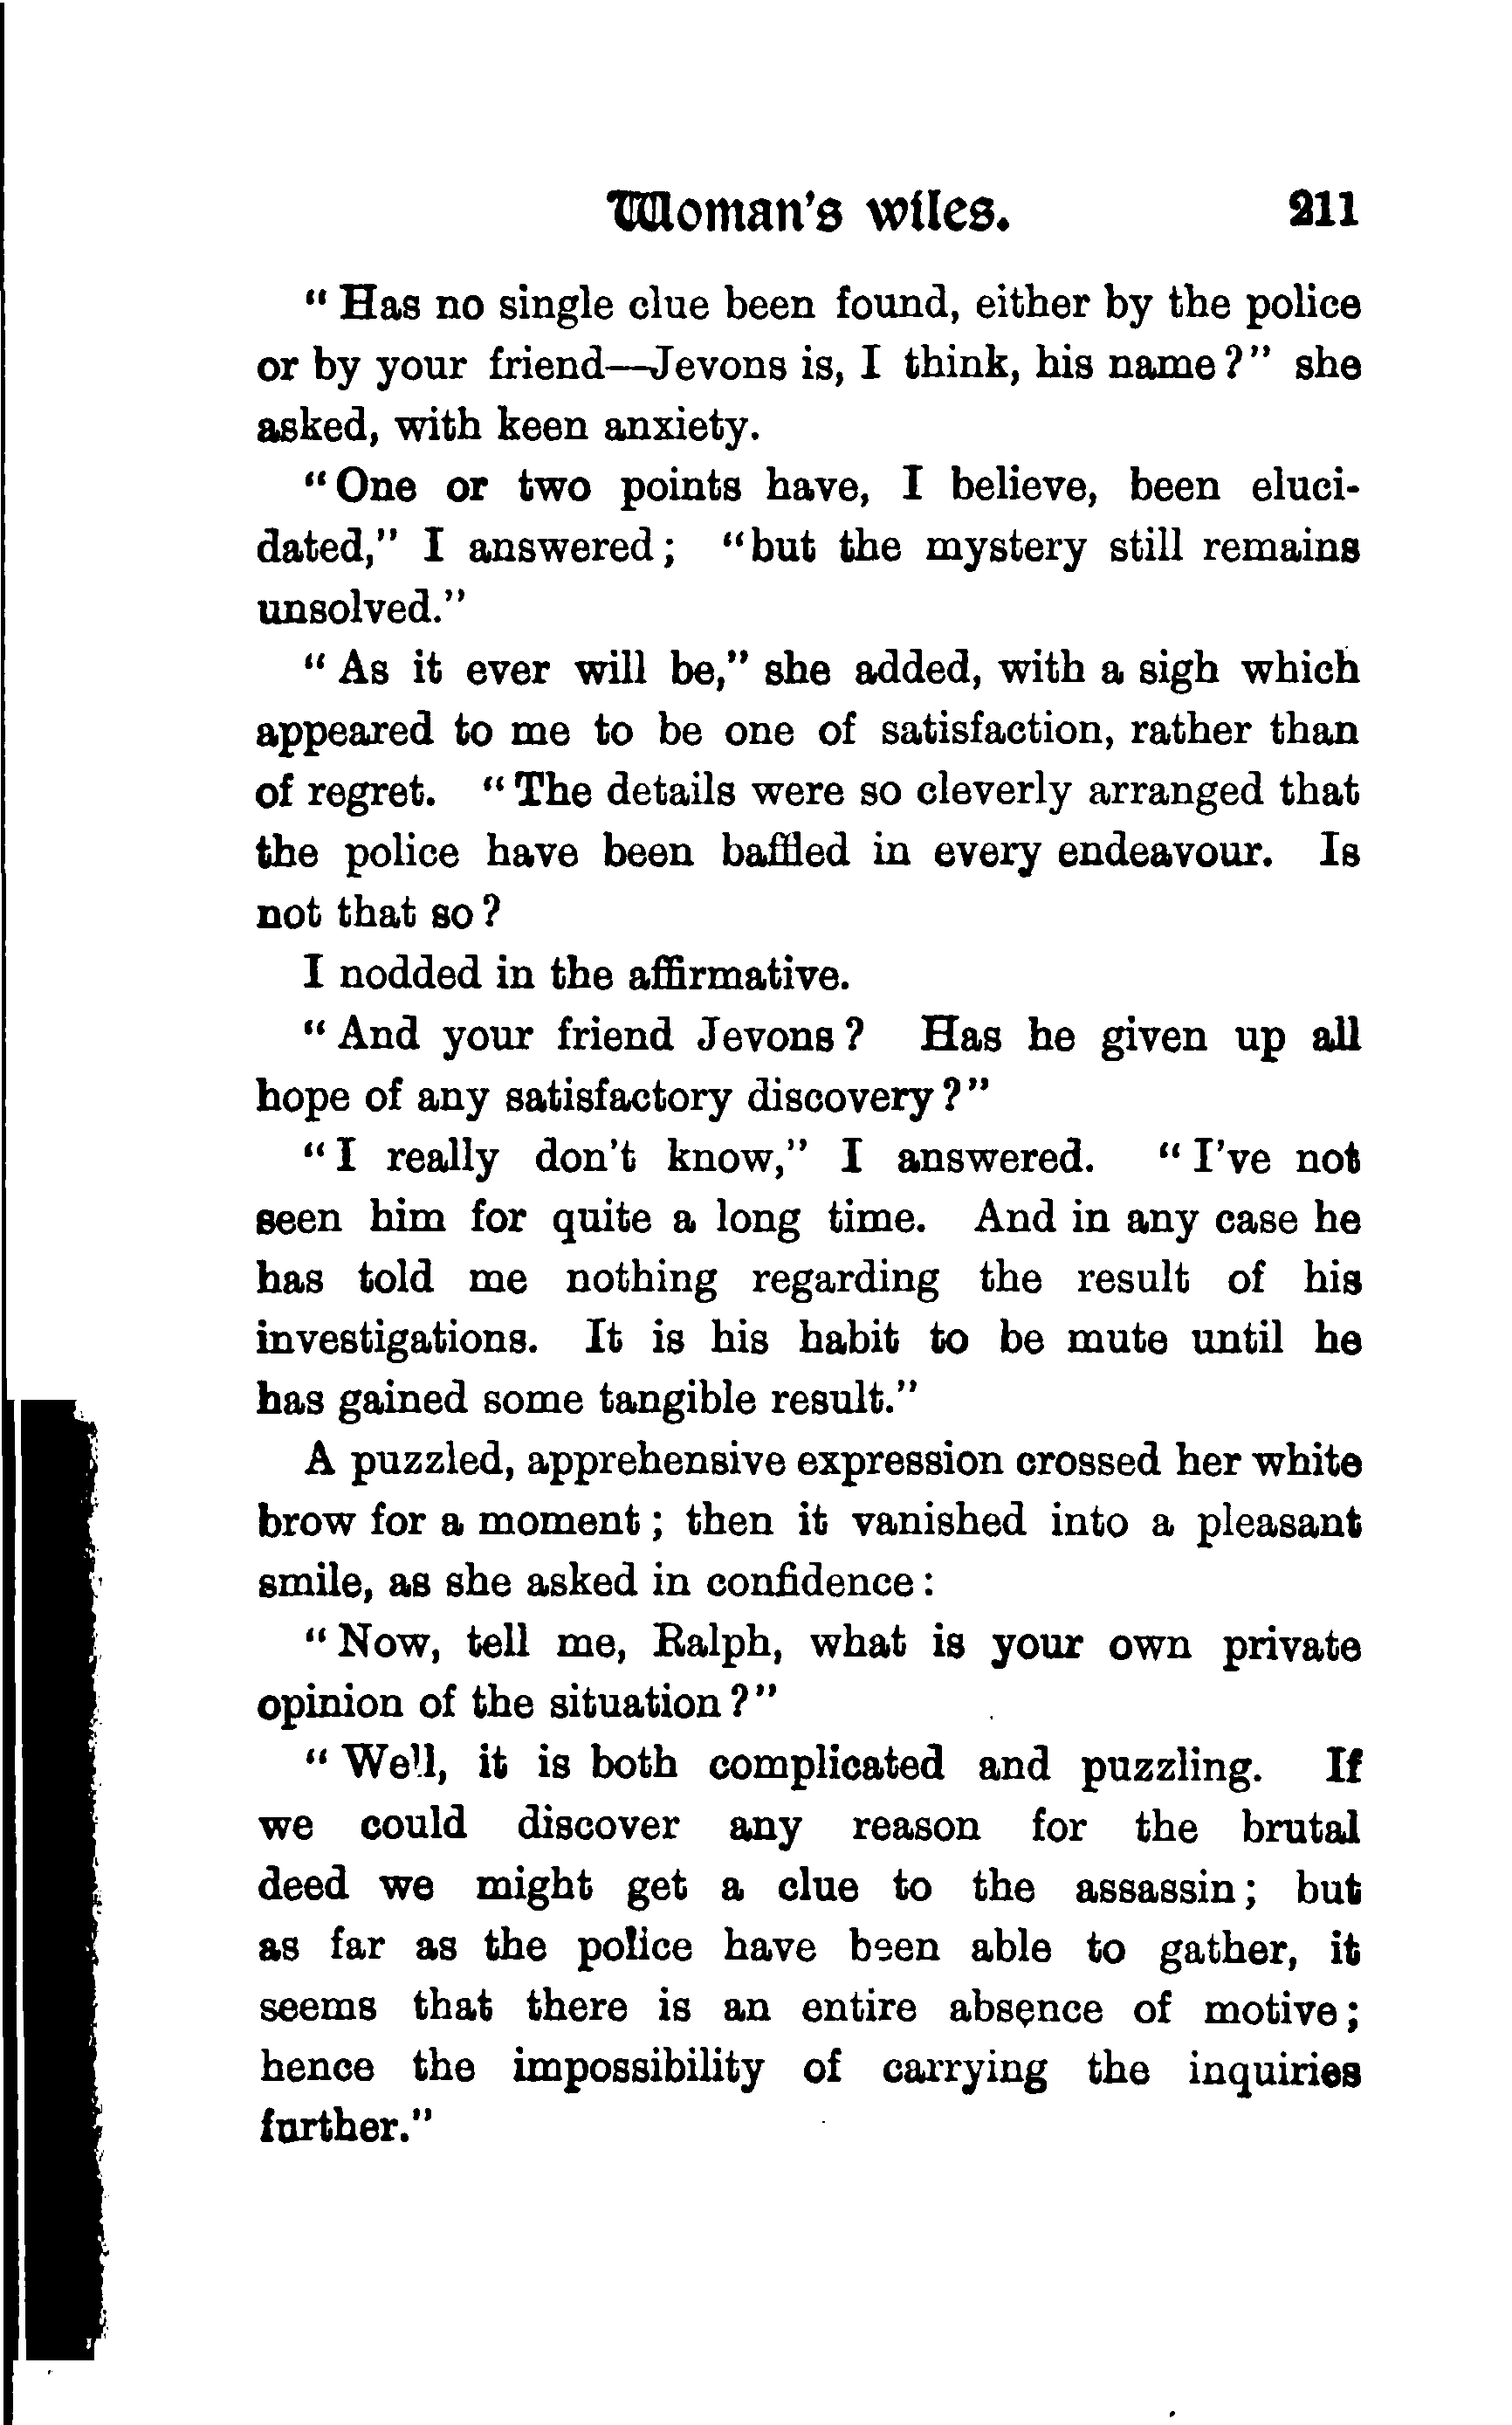 Woman's wiles. 211
"Has no single clue been found, either by the police
or by your friend—Jevons is, I think, his name?" she
asked, with keen anxiety.
"One or two points have, I believe, been eluci-
dated," I answered; "but the mystery still remains
unsolved."
"As it ever will be," she added, with a sigh which
appeared to me to be one of satisfaction, rather than
of regret. "The details were so cleverly arranged that
the police have been baffled in every endeavour. Is
not that so?
I nodded in the affirmative.
"And your friend Jevons? Has he given up all
hope of any satisfactory discovery?"
"I really don't know," I answered. "I've not
seen him for quite a long time. And in any case he
has told me nothing regarding the result of his
investigations. It is his habit to be mute until he
has gained some tangible result."
A puzzled, apprehensive expression crossed her white
brow for a moment; then it vanished into a pleasant
smile, as she asked in confidence:
"Now, tell me, Ralph, what is your own private
opinion of the situation?"
"Well, it is both complicated and puzzling. If
we could discover any reason for the brutal
deed we might get a clue to the assassin; but
as far as the police have been able to gather, it
seems that there is an entire absence of motive;
hence the impossibility of carrying the inquiries
further."